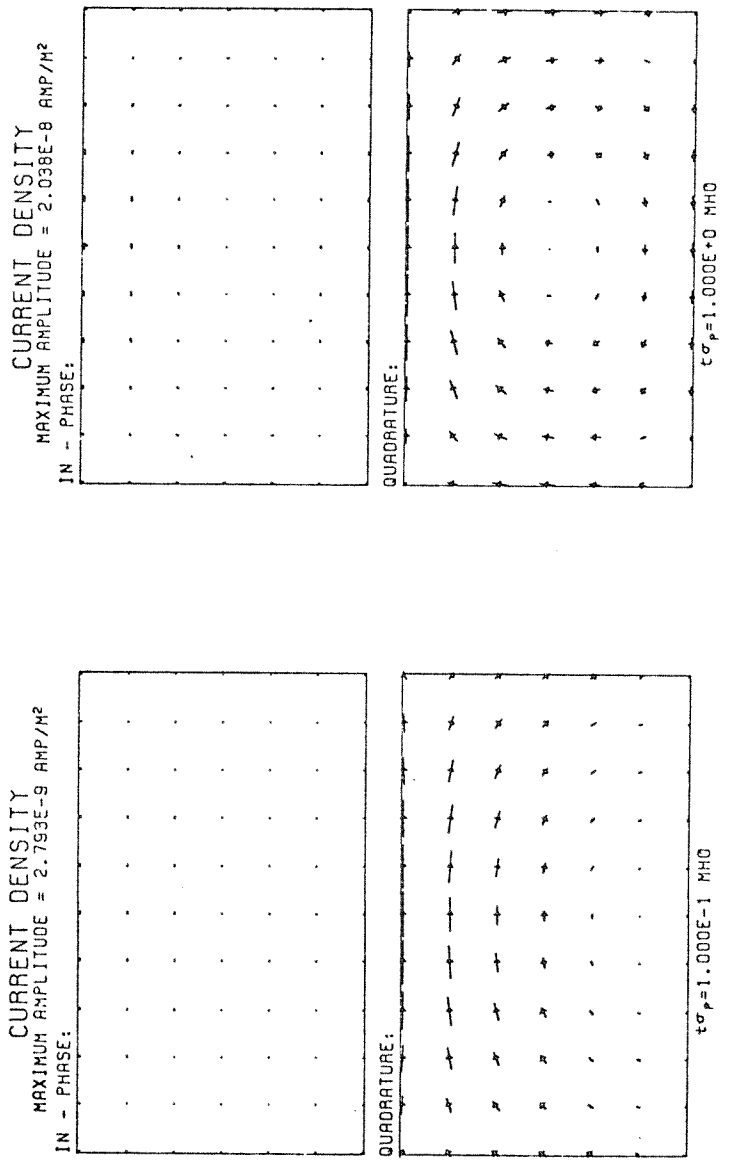 CURRENT DENSITY
MAXIMUM AMPLITUDE = 2.793E-9 AMP/M²
IN - PHASE:
QUADRATURE:
tσₚ=1.000E-1 MHO
CURRENT DENSITY
MAXIMUM AMPLITUDE = 2.038E-8 AMP/M²
IN - PHASE:
QUADRATURE:
tσₚ=1.000E+0 MHO